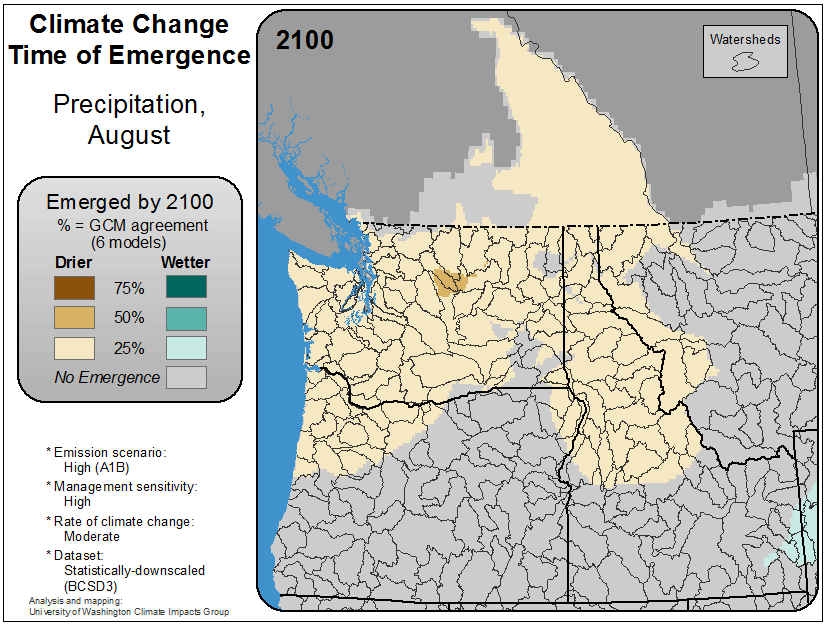 Climate Change
Time of Emergence
Precipitation,
August
Emerged by 2100
% = GCM agreement
(6 models)
Drier Wetter
75%
50%
25%
No Emergence
* Emission scenario:
High (A1B)
* Management sensitivity:
High
* Rate of climate change:
Moderate
* Dataset:
Statistically-downscaled
(BCSD3)
Analysis and mapping:
University of Washington Climate Impacts Group
2100
Watersheds